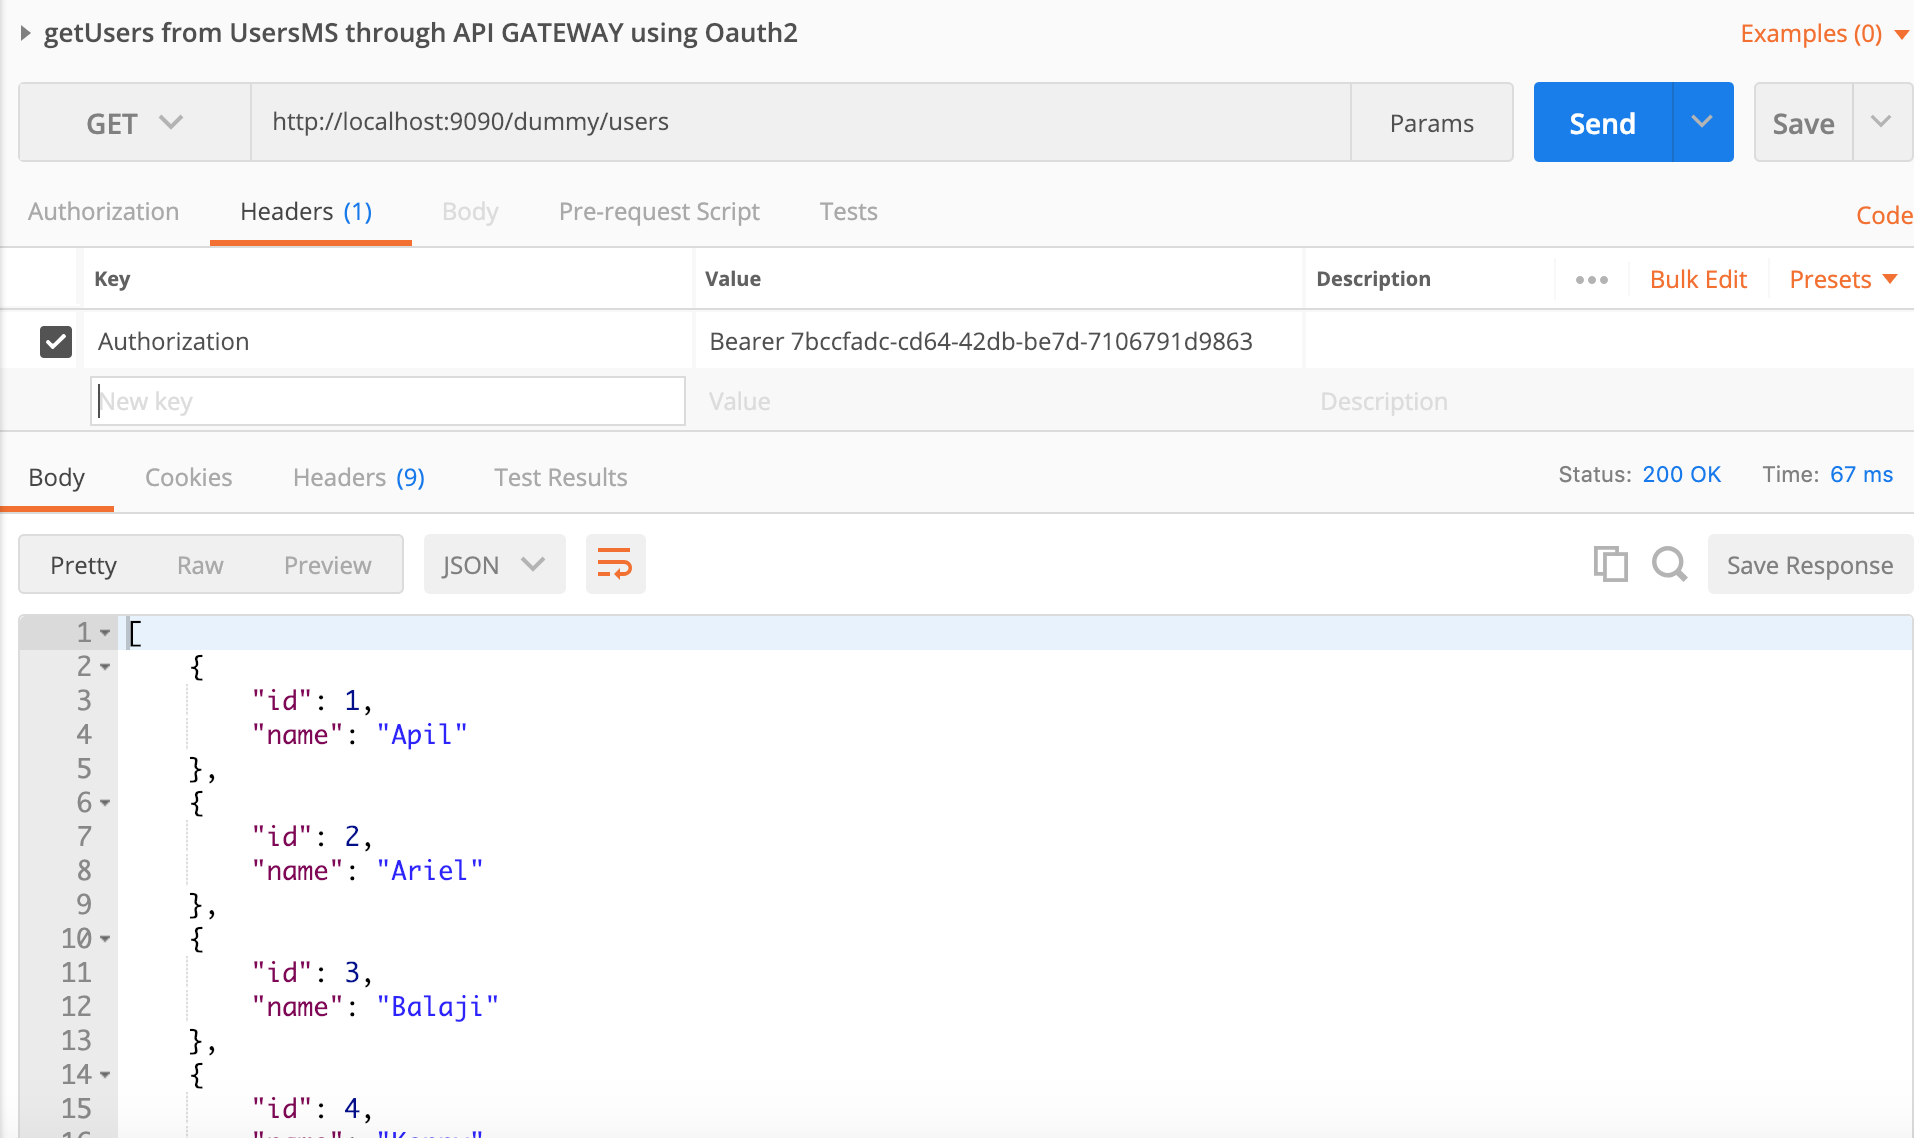 getUsers from UsersMS through API GATEWAY using Oauth2
Examples (0)
GET
http://localhost:9090/dummy/users
Params
Send
Save
Authorization
Headers (1)
Body
Pre-request Script
Tests
Code
Key
Value
Description
Bulk Edit
Presets
Authorization
Bearer 7bccfadc-cd64-42db-be7d-7106791d9863
New key
Value
Description
Body
Cookies
Headers (9)
Test Results
Status: 200 OK
Time: 67 ms
Pretty
Raw
Preview
JSON
Save Response
1 [
2 {
3 "id": 1,
4 "name": "Apil"
5 },
6 {
7 "id": 2,
8 "name": "Ariel"
9 },
10 {
11 "id": 3,
12 "name": "Balaji"
13 },
14 {
15 "id": 4,
16 "name":